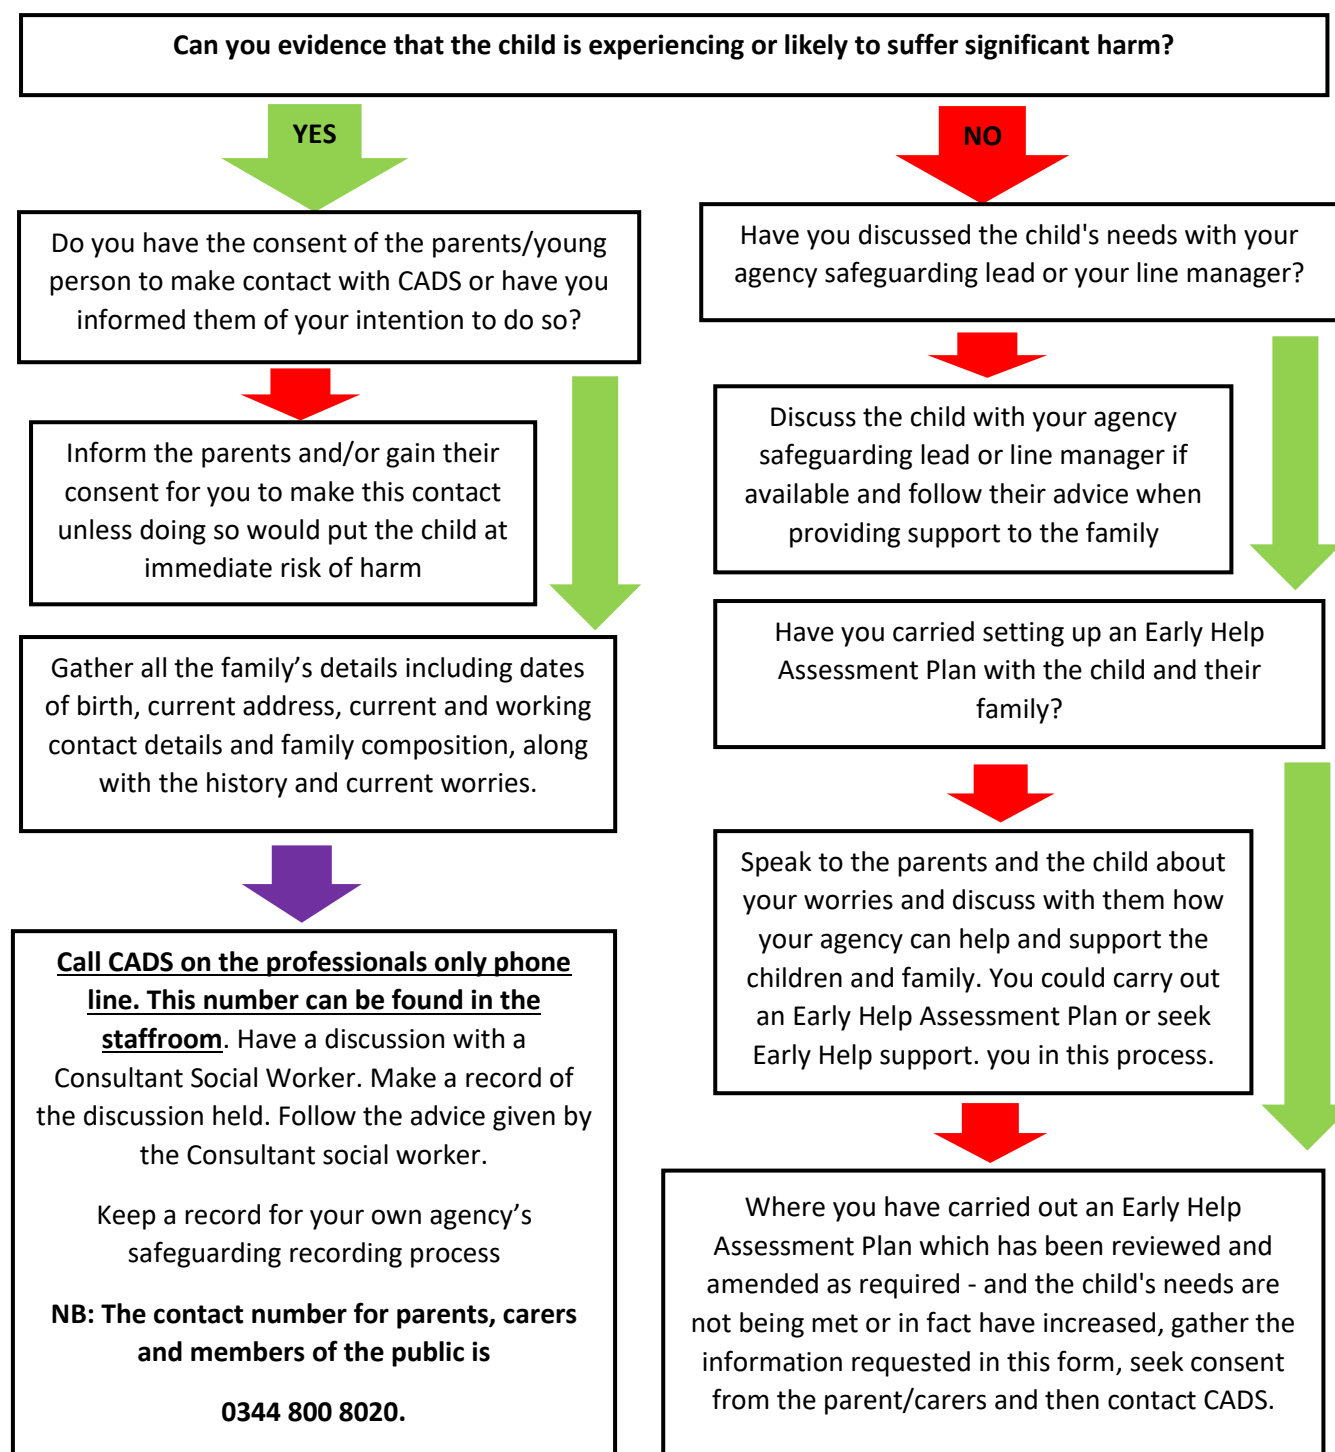 Can you evidence that the child is experiencing or likely to suffer significant harm?
YES
NO
Do you have the consent of the parents/young
person to make contact with CADS or have you
informed them of your intention to do so?
Inform the parents and/or gain their
consent for you to make this contact
unless doing so would put the child at
immediate risk of harm
Gather all the family’s details including dates
of birth, current address, current and working
contact details and family composition, along
with the history and current worries.
Call CADS on the professionals only phone
line. This number can be found in the
staffroom. Have a discussion with a
Consultant Social Worker. Make a record of
the discussion held. Follow the advice given by
the Consultant social worker.
Keep a record for your own agency’s
safeguarding recording process
NB: The contact number for parents, carers
and members of the public is
0344 800 8020.
Have you discussed the child's needs with your
agency safeguarding lead or your line manager?
Discuss the child with your agency
safeguarding lead or line manager if
available and follow their advice when
providing support to the family
Have you carried setting up an Early Help
Assessment Plan with the child and their
family?
Speak to the parents and the child about
your worries and discuss with them how
your agency can help and support the
children and family. You could carry out
an Early Help Assessment Plan or seek
Early Help support. you in this process.
Where you have carried out an Early Help
Assessment Plan which has been reviewed and
amended as required - and the child's needs are
not being met or in fact have increased, gather the
information requested in this form, seek consent
from the parent/carers and then contact CADS.